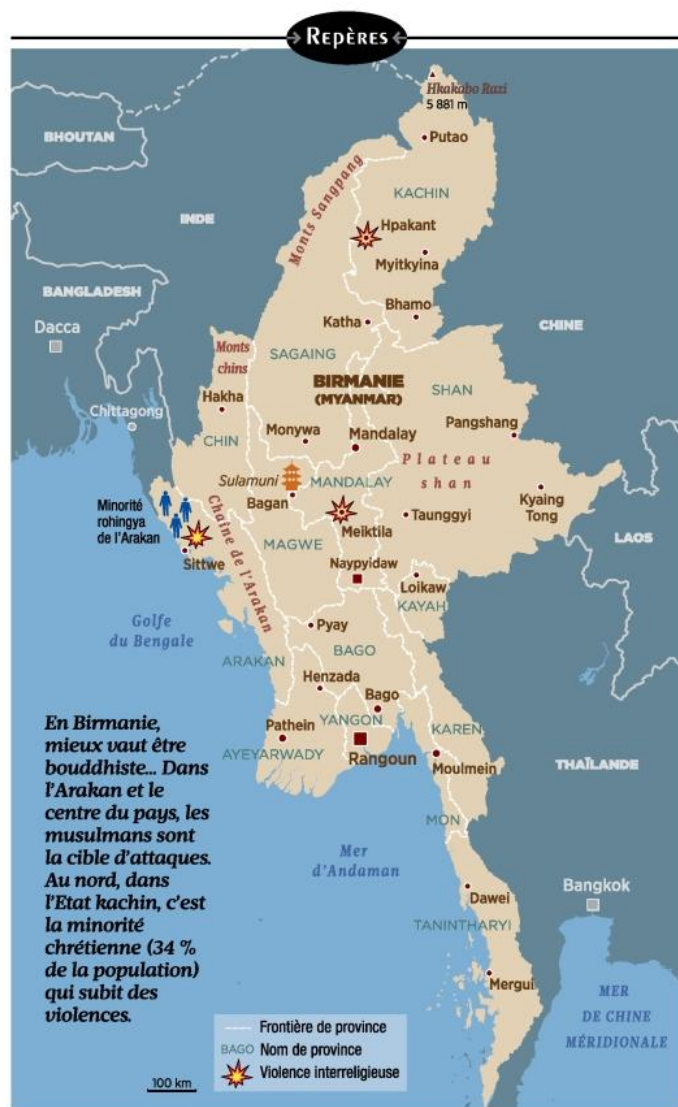 REPÈRES
Hkakabo Razi
5 881 m
BHOUTAN
Putao
Monts Sangpang
KACHIN
INDE
Hpakant
Myitkyina
BANGLADESH
Bhamo
Dacca
Katha
CHINE
Monts
chins
SAGAING
BIRMANIE
(MYANMAR)
SHAN
Hakha
Chittagong
Monywa
Mandalay
Pangshang
CHIN
Plateau
shan
Sulamuni
MANDALAY
Bagan
Kyaing
Tong
Minorité
rohingya
de l'Arakan
Chaîne de l'Arakan
Meiktila
Taunggyi
MAGWE
LAOS
Sittwe
Naypyidaw
Loikaw
KAYAH
Golfe
du Bengale
Pyay
BAGO
ARAKAN
Henzada
Bago
En Birmanie,
mieux vaut être
bouddhiste... Dans
l'Arakan et le
centre du pays, les
musulmans sont
la cible d'attaques.
Au nord, dans
l'Etat kachin, c'est
la minorité
chrétienne (34 %
de la population)
qui subit des
violences.
Pathein
YANGON
KAREN
AYEYARWADY
Rangoun
Moulmein
THAÏLANDE
MON
Mer
d'Andaman
Dawei
Bangkok
TANINTHARYI
Mergui
MER
DE CHINE
MÉRIDIONALE
Frontière de province
BAGO Nom de province
Violence interreligieuse
100 km